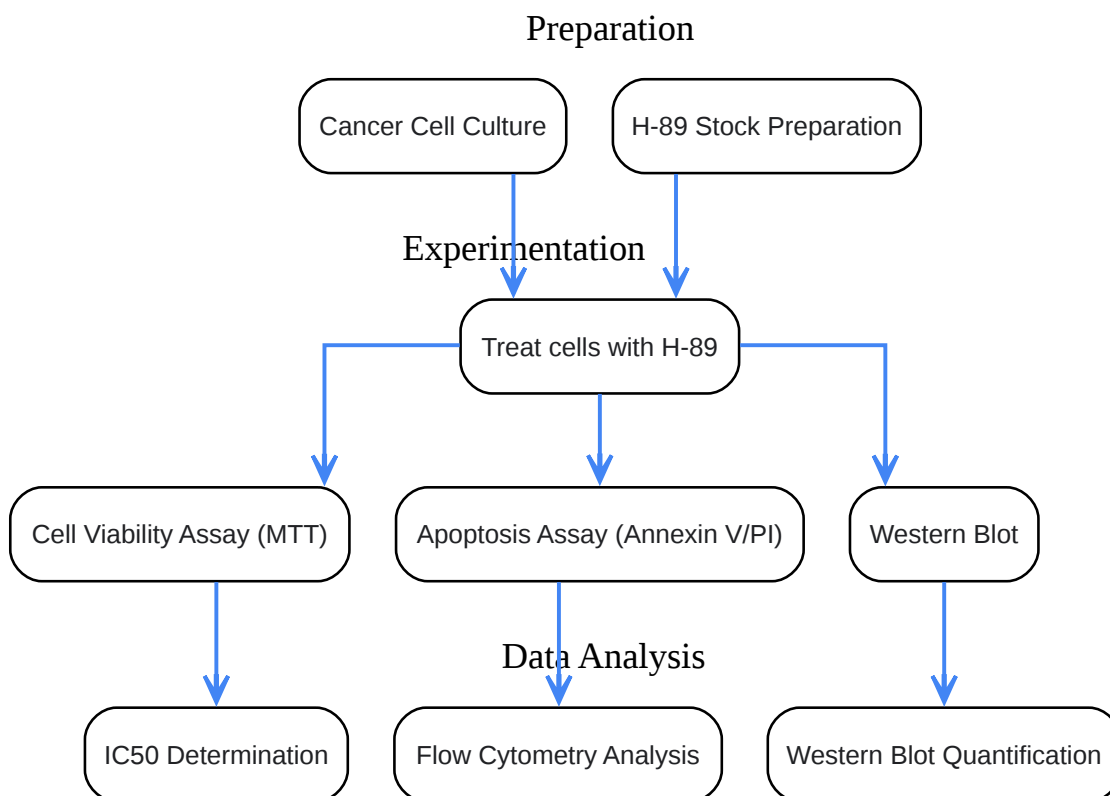 Preparation
Cancer Cell Culture
H-89 Stock Preparation
Experimentation
Treat cells with H-89
Cell Viability Assay (MTT)
Apoptosis Assay (Annexin V/PI)
Western Blot
Data Analysis
IC50 Determination
Flow Cytometry Analysis
Western Blot Quantification